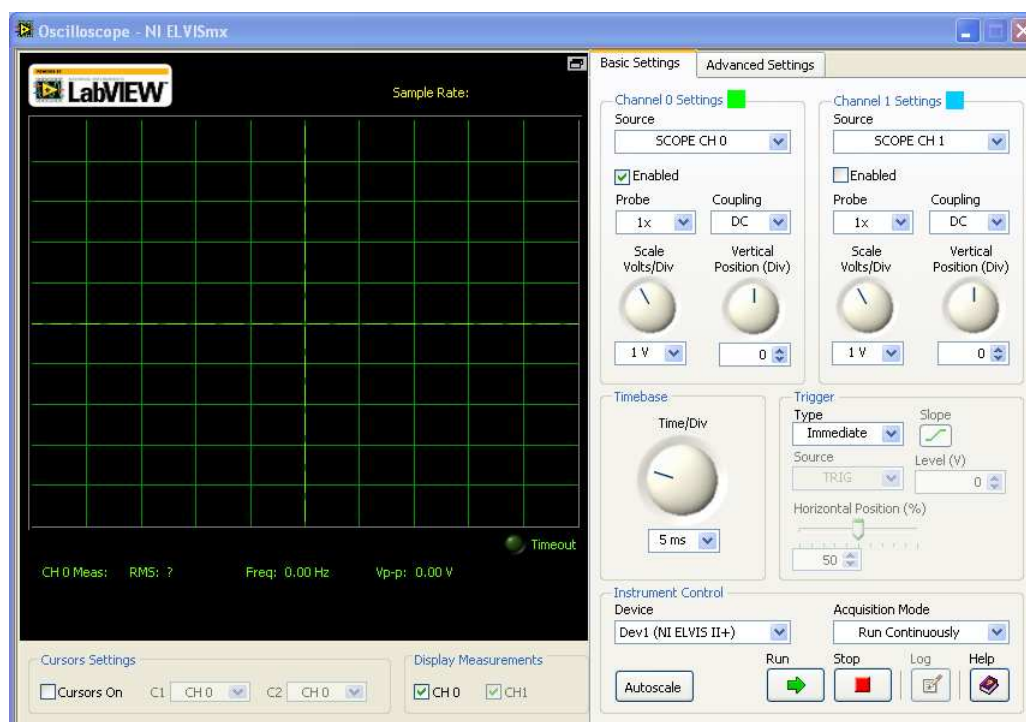 Oscilloscope - NI ELVISmx
LabVIEW
Sample Rate:
Timeout
CH 0 Meas: RMS: ? Freq: 0.00 Hz Vp-p: 0.00 V
Cursors Settings
Cursors On C1 CH 0 C2 CH 0
Display Measurements
CH 0 CH1
Basic Settings Advanced Settings
Channel 0 Settings
Source
SCOPE CH 0
Enabled
Probe Coupling
1x DC
Scale Volts/Div
Vertical Position (Div)
1 V 0
Channel 1 Settings
Source
SCOPE CH 1
Enabled
Probe Coupling
1x DC
Scale Volts/Div
Vertical Position (Div)
1 V 0
Timebase
Time/Div
5 ms
Trigger
Type Slope
Immediate
Source Level (V)
TRIG 0
Horizontal Position (%)
50
Instrument Control
Device Acquisition Mode
Dev1 (NI ELVIS II+) Run Continuously
Run Stop Log Help
Autoscale